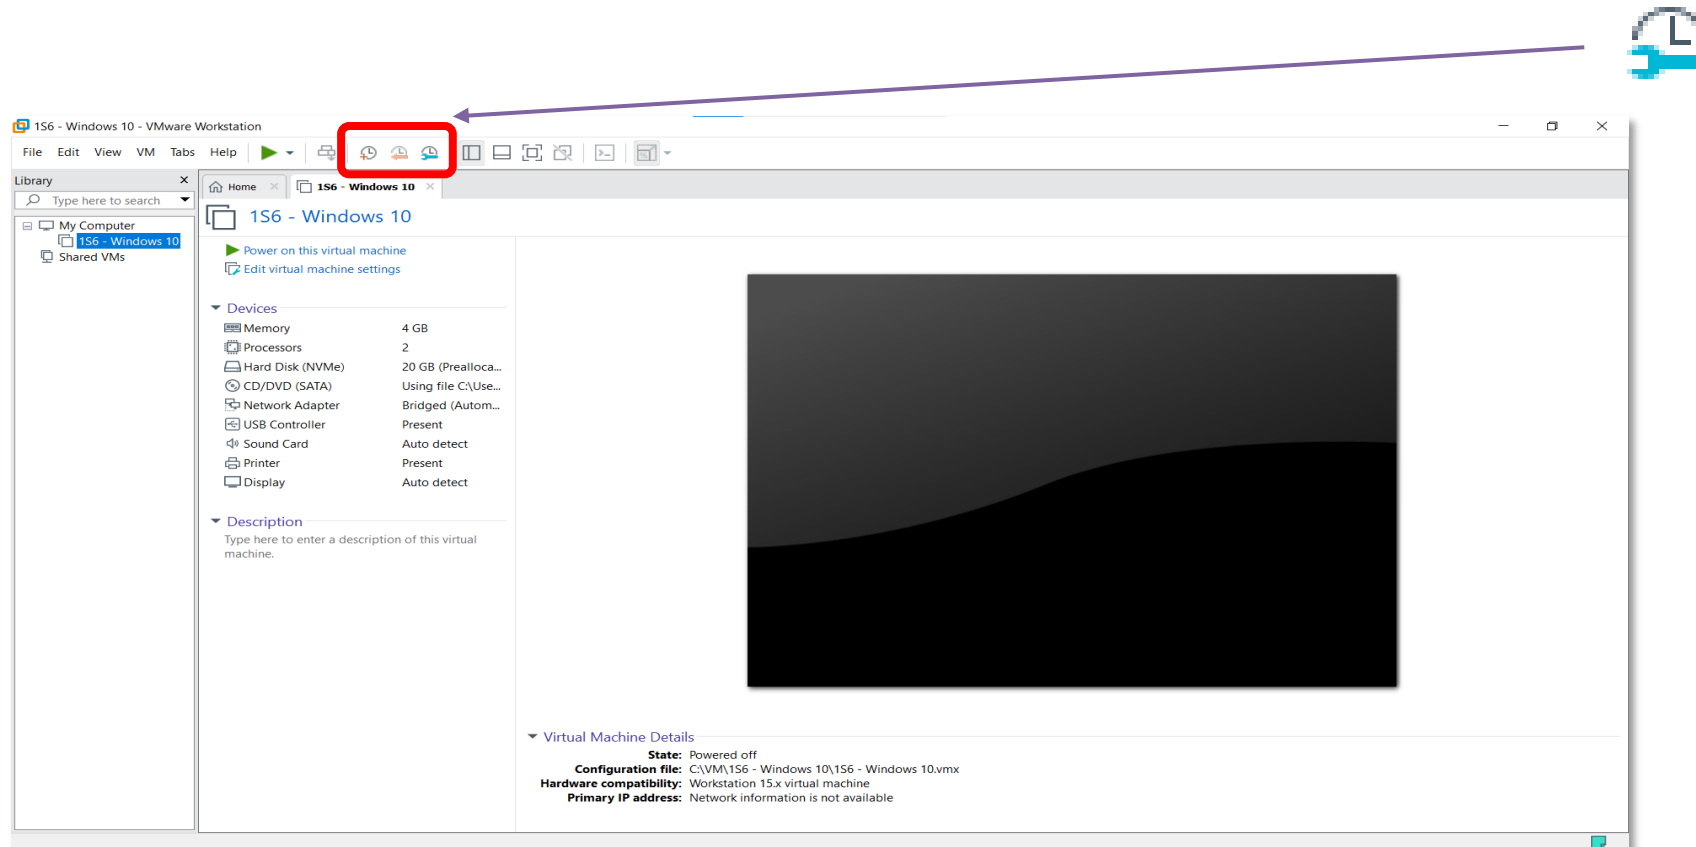 1S6 - Windows 10 - VMware Workstation
File Edit View VM Tabs Help
Library
Type here to search
My Computer
1S6 - Windows 10
Shared VMs
Home
1S6 - Windows 10
1S6 - Windows 10
Power on this virtual machine
Edit virtual machine settings
Devices
Memory 4 GB
Processors 2
Hard Disk (NVMe) 20 GB (Prealloca...
CD/DVD (SATA) Using file C:\Use...
Network Adapter Bridged (Autom...
USB Controller Present
Sound Card Auto detect
Printer Present
Display Auto detect
Description
Type here to enter a description of this virtual
machine.
Virtual Machine Details
State: Powered off
Configuration file: C:\VM\1S6 - Windows 10\1S6 - Windows 10.vmx
Hardware compatibility: Workstation 15.x virtual machine
Primary IP address: Network information is not available